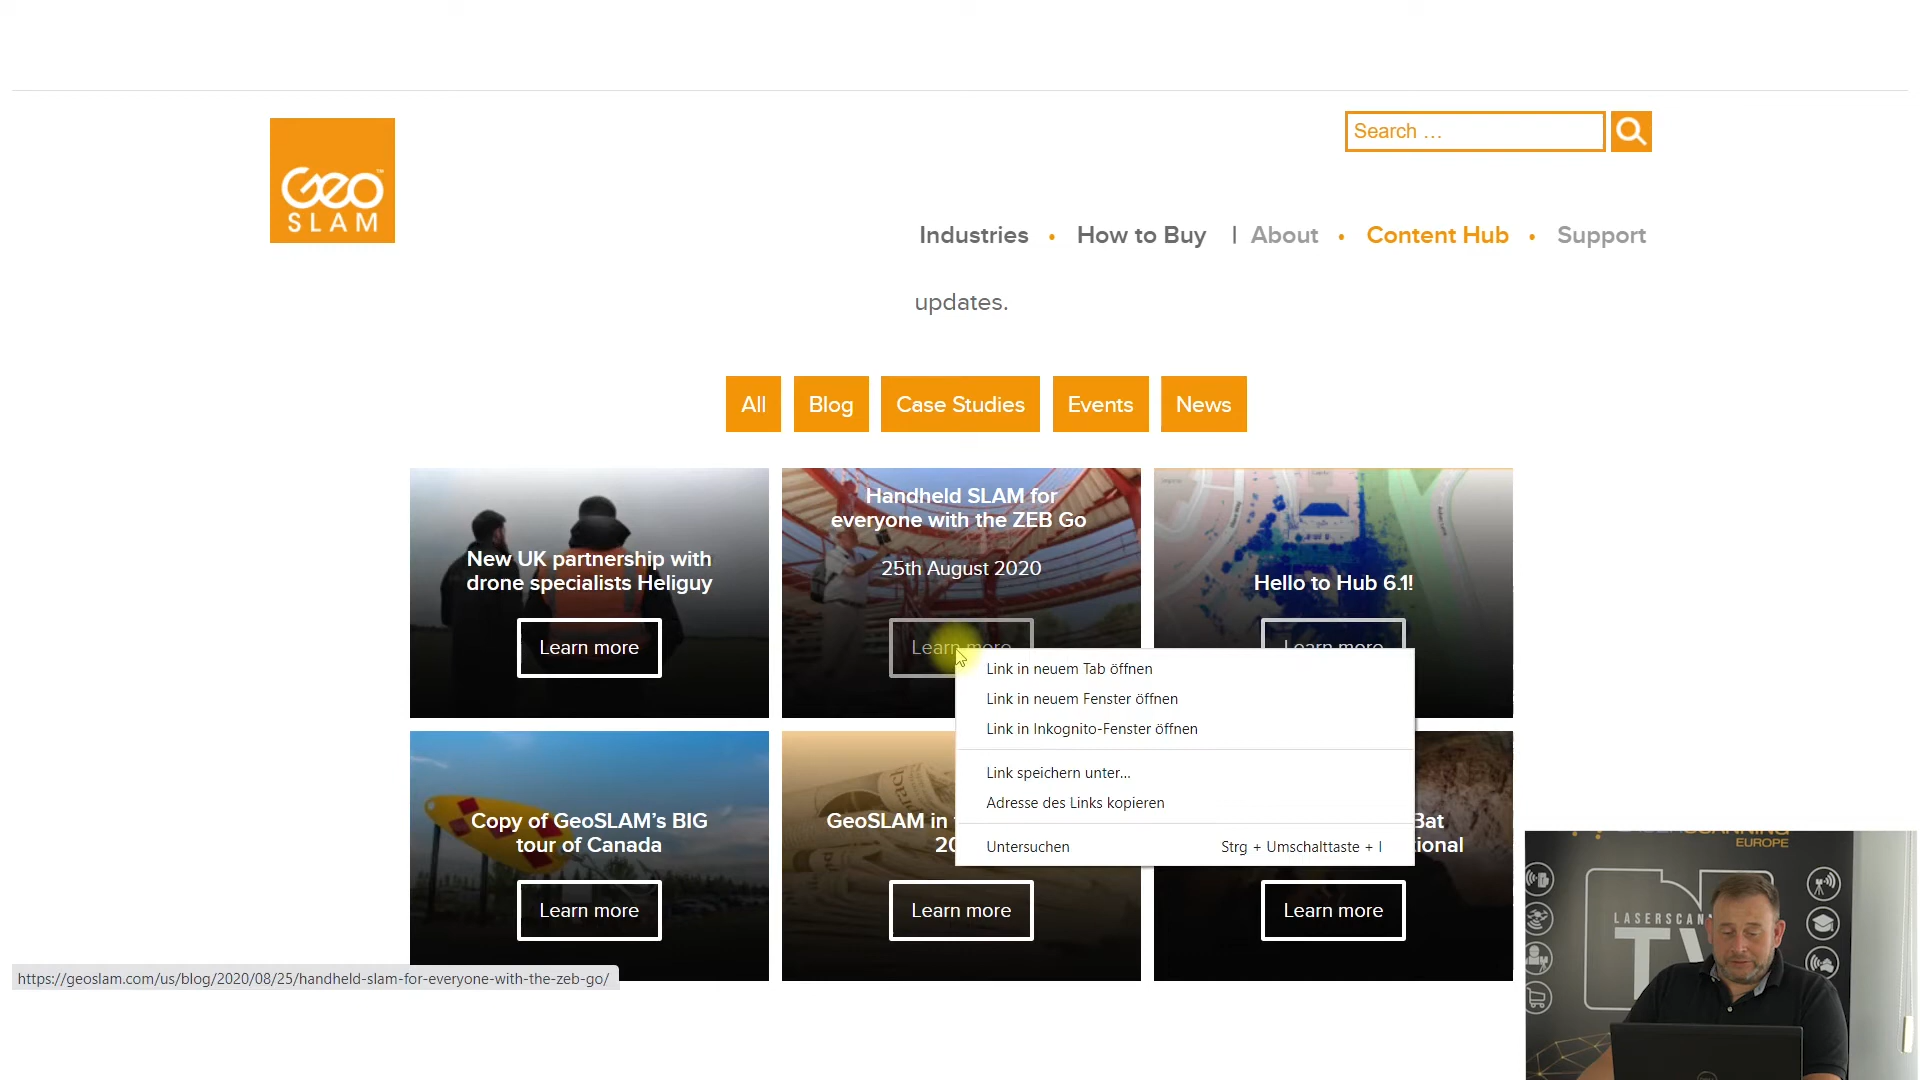 Search …
Geo
SLAM
Industries • How to Buy | About • Content Hub • Support
updates.
All
Blog
Case Studies
Events
News
New UK partnership with
drone specialists Heliguy
Learn more
Handheld SLAM for
everyone with the ZEB Go
25th August 2020
Learn more
Hello to Hub 6.1!
Learn more
Link in neuem Tab öffnen
Link in neuem Fenster öffnen
Link in Inkognito-Fenster öffnen
Link speichern unter...
Adresse des Links kopieren
Untersuchen Strg + Umschalttaste + I
Copy of GeoSLAM’s BIG
tour of Canada
Learn more
GeoSLAM in
20
Learn more
Bat
ional
Learn more
https://geoslam.com/us/blog/2020/08/25/handheld-slam-for-everyone-with-the-zeb-go/
EUROPE
LASERSCAN
T